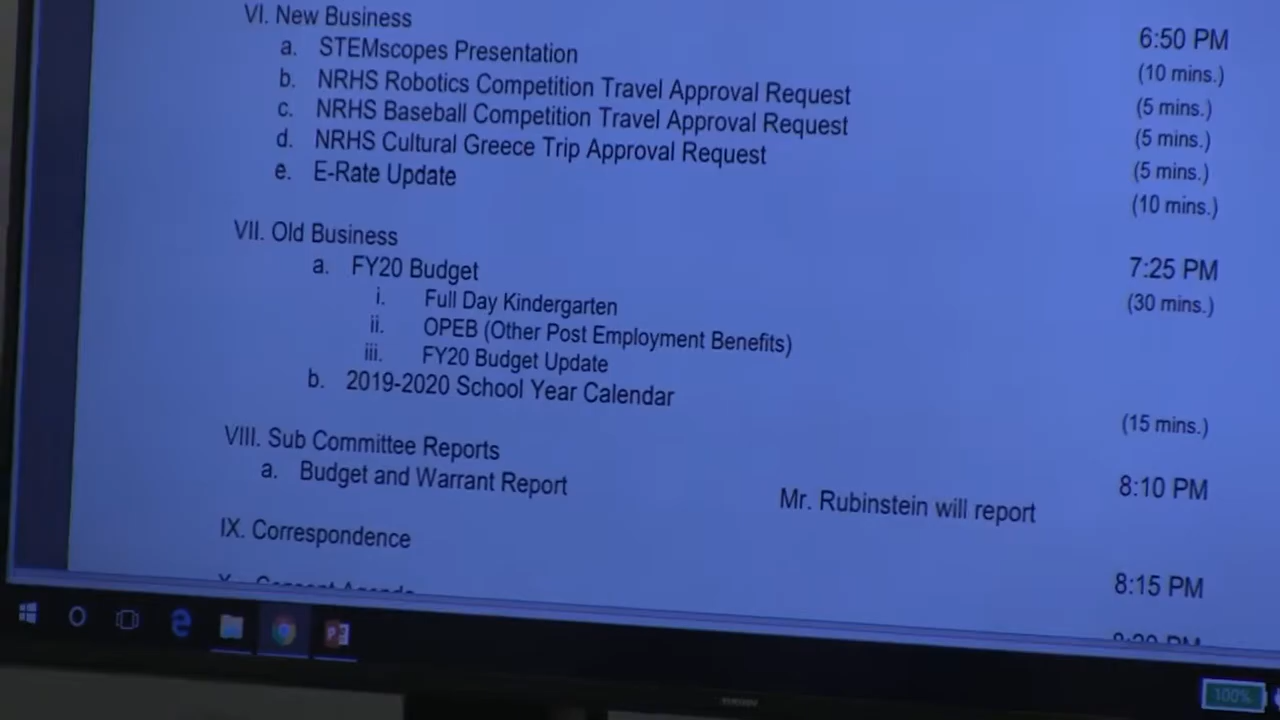 VI. New Business 6:50 PM
a. STEMscopes Presentation (10 mins.)
b. NRHS Robotics Competition Travel Approval Request (5 mins.)
c. NRHS Baseball Competition Travel Approval Request (5 mins.)
d. NRHS Cultural Greece Trip Approval Request (5 mins.)
e. E-Rate Update (10 mins.)
VII. Old Business 7:25 PM
a. FY20 Budget (30 mins.)
i. Full Day Kindergarten
ii. OPEB (Other Post Employment Benefits)
iii. FY20 Budget Update
b. 2019-2020 School Year Calendar (15 mins.)
VIII. Sub Committee Reports 8:10 PM
a. Budget and Warrant Report Mr. Rubinstein will report
IX. Correspondence 8:15 PM
X. Consent Agenda
100%